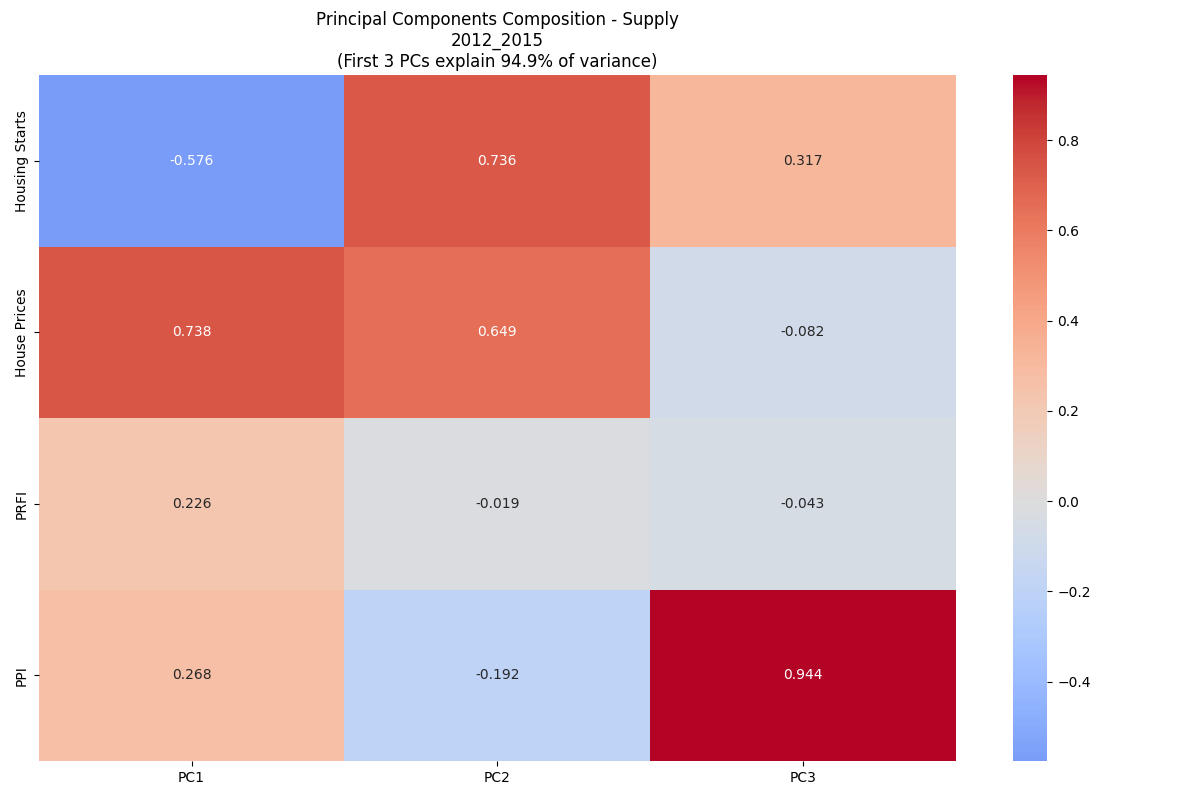 Principal Components Composition - Supply
2012_2015
(First 3 PCs explain 94.9% of variance)
Housing Starts
-0.576
0.736
0.317
House Prices
0.738
0.649
-0.082
PRFI
0.226
-0.019
-0.043
PPI
0.268
-0.192
0.944
PC1
PC2
PC3
0.8
0.6
0.4
0.2
0.0
−0.2
−0.4